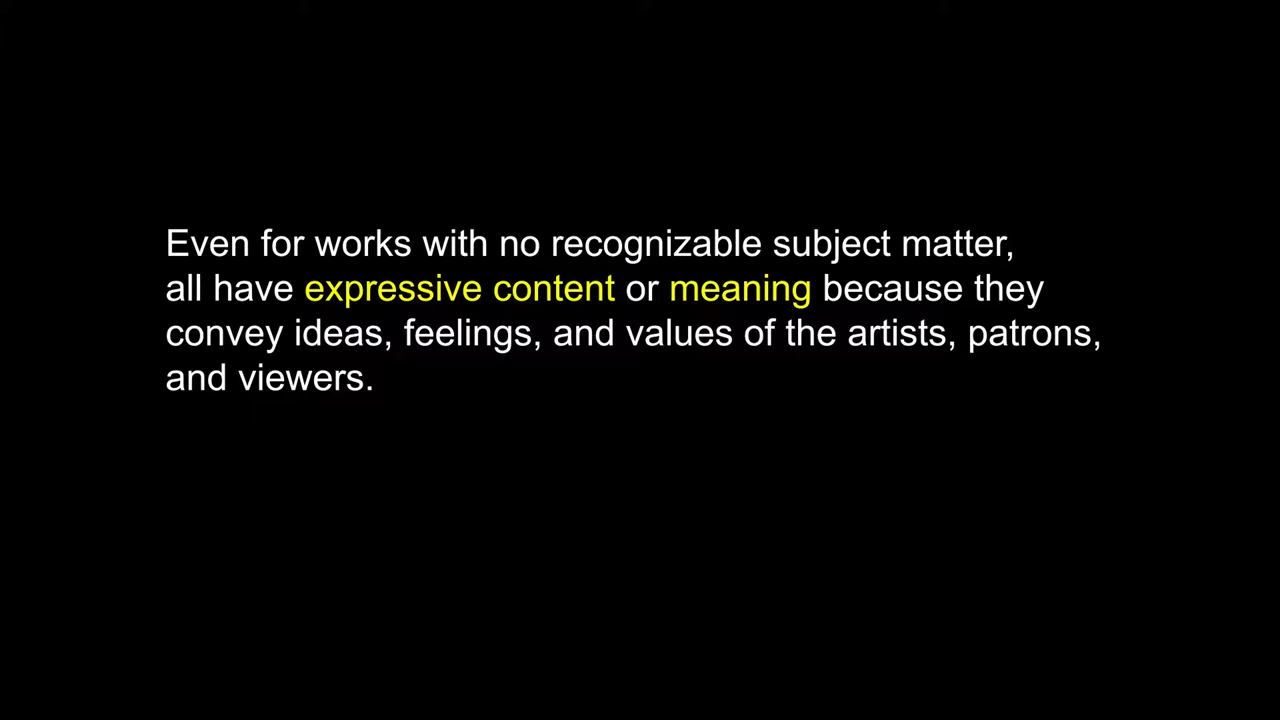 Even for works with no recognizable subject matter,
all have expressive content or meaning because they
convey ideas, feelings, and values of the artists, patrons,
and viewers.